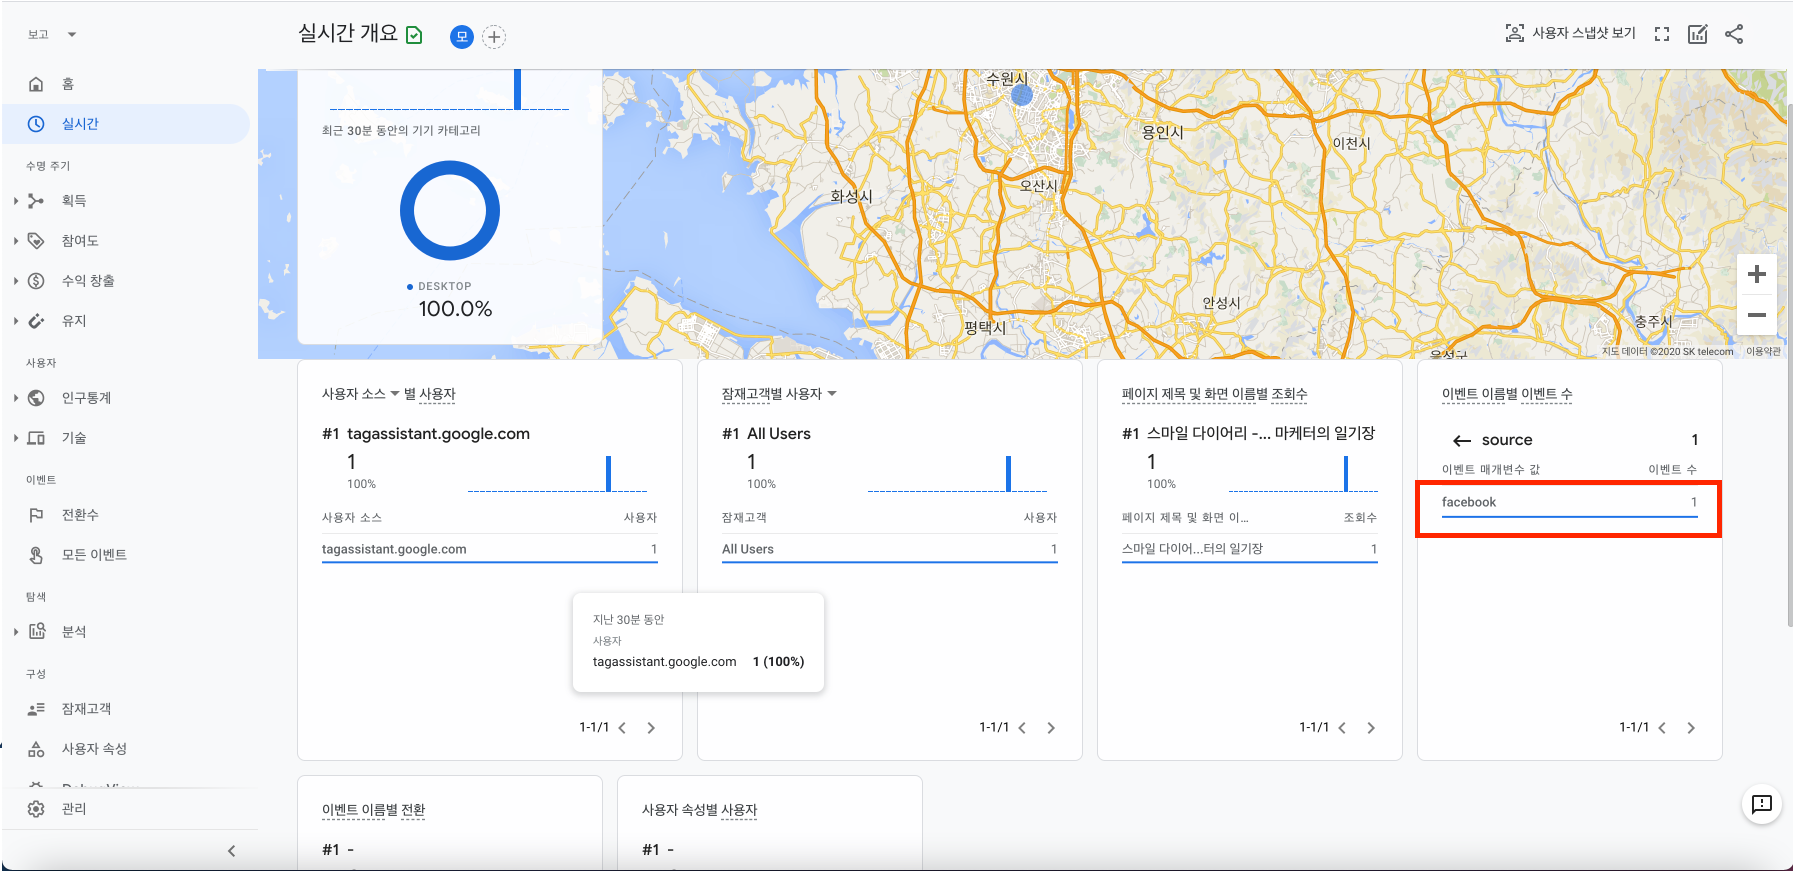 보고
실시간 개요
모
사용자 스냅샷 보기
홈
실시간
수명 주기
획득
참여도
수익 창출
유지
사용자
인구통계
기술
이벤트
전환수
모든 이벤트
탐색
분석
구성
잠재고객
사용자 속성
관리
최근 30분 동안의 기기 카테고리
DESKTOP
100.0%
수원시
용인시
이천시
화성시
오산시
안성시
평택시
충주시
음성군
지도 데이터 ©2020 SK telecom 이용약관
사용자 소스 별 사용자
#1 tagassistant.google.com
1
100%
사용자 소스 사용자
tagassistant.google.com 1
지난 30분 동안
사용자
tagassistant.google.com 1 (100%)
1-1/1
잠재고객별 사용자
#1 All Users
1
100%
잠재고객 사용자
All Users 1
1-1/1
페이지 제목 및 화면 이름별 조회수
#1 스마일 다이어리 -... 마케터의 일기장
1
100%
페이지 제목 및 화면 이... 조회수
스마일 다이어...터의 일기장 1
1-1/1
이벤트 이름별 이벤트 수
source 1
이벤트 매개변수 값 이벤트 수
facebook 1
1-1/1
이벤트 이름별 전환
#1 -
사용자 속성별 사용자
#1 -